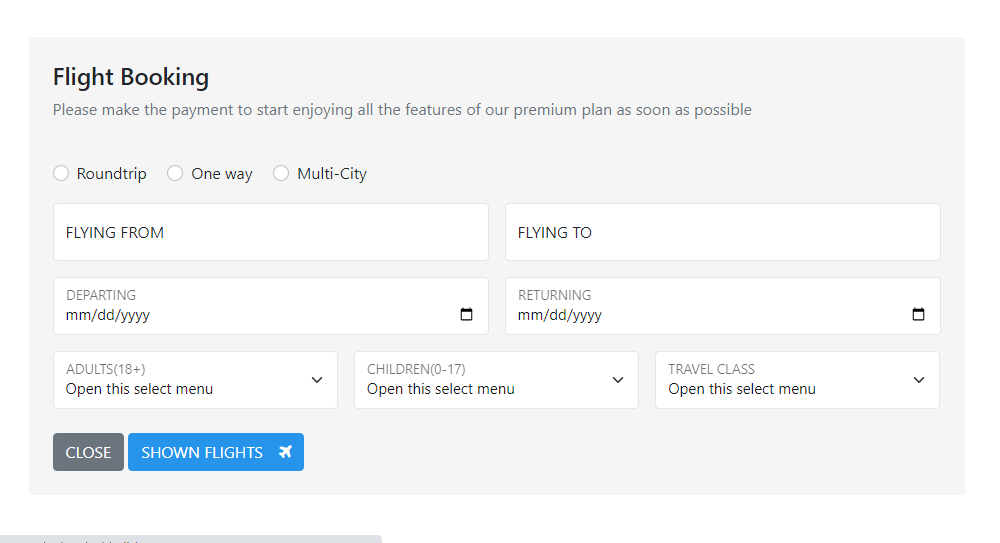 Flight Booking
Please make the payment to start enjoying all the features of our premium plan as soon as possible
Roundtrip One way Multi-City
FLYING FROM FLYING TO
DEPARTING RETURNING
mm/dd/yyyy mm/dd/yyyy
ADULTS(18+) CHILDREN(0-17) TRAVEL CLASS
Open this select menu Open this select menu Open this select menu
CLOSE SHOWN FLIGHTS